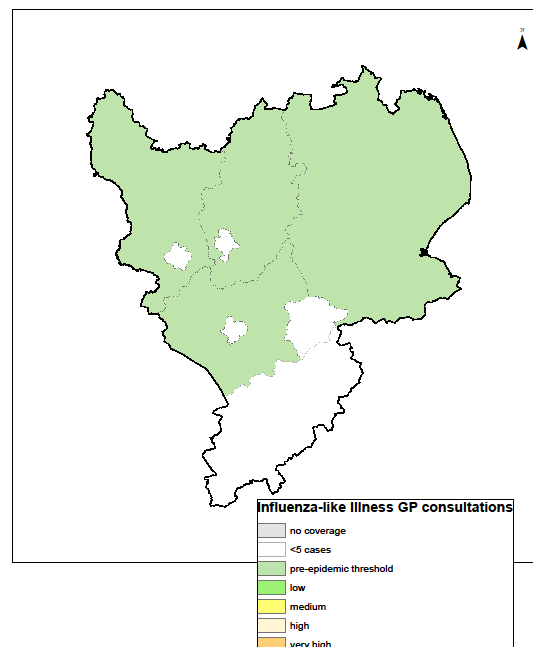 N
Influenza-like Illness GP consultations
no coverage
<5 cases
pre-epidemic threshold
low
medium
high
very high